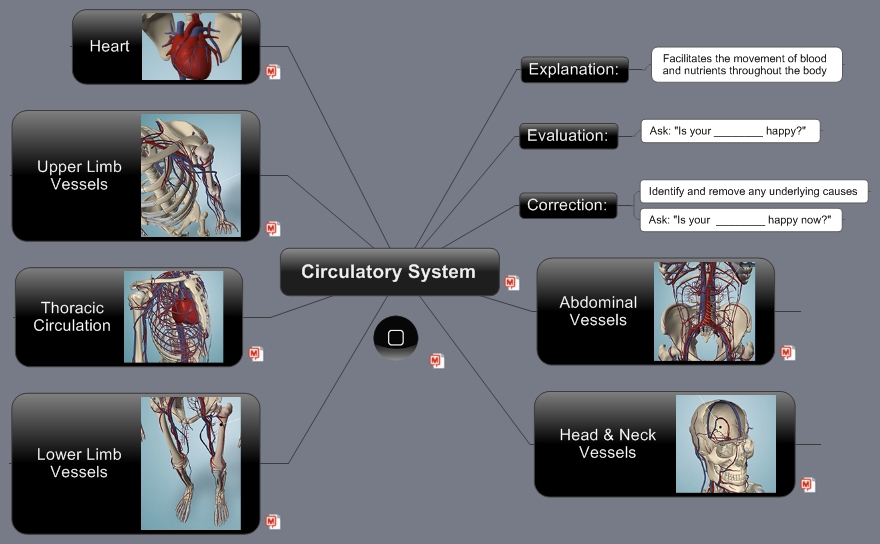 Heart
Upper Limb
Vessels
Thoracic
Circulation
Lower Limb
Vessels
Circulatory System
Explanation:
Facilitates the movement of blood
and nutrients throughout the body
Evaluation:
Ask: "Is your ________ happy?"
Correction:
Identify and remove any underlying causes
Ask: "Is your ________ happy now?"
Abdominal
Vessels
Head & Neck
Vessels